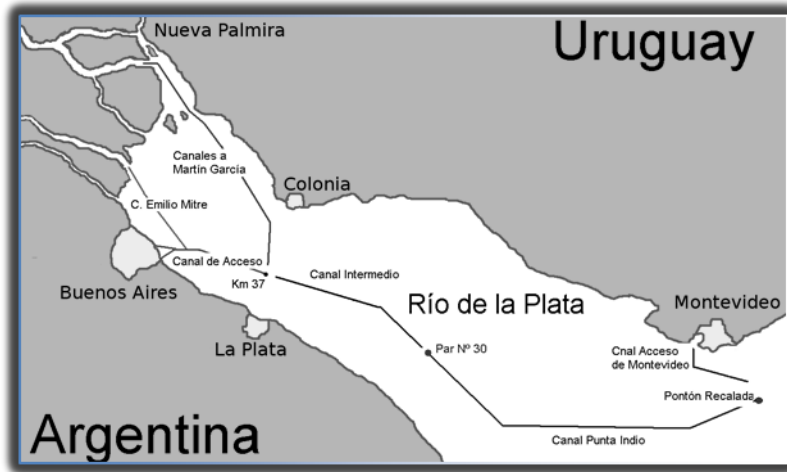 Nueva Palmira
Uruguay
Canales a
Martín García
Colonia
C. Emilio Mitre
Canal de Acceso
Km 37
Canal Intermedio
Buenos Aires
Río de la Plata
Montevideo
La Plata
Par Nº 30
Cnal Acceso
de Montevideo
Pontón Recalada
Argentina
Canal Punta Indio